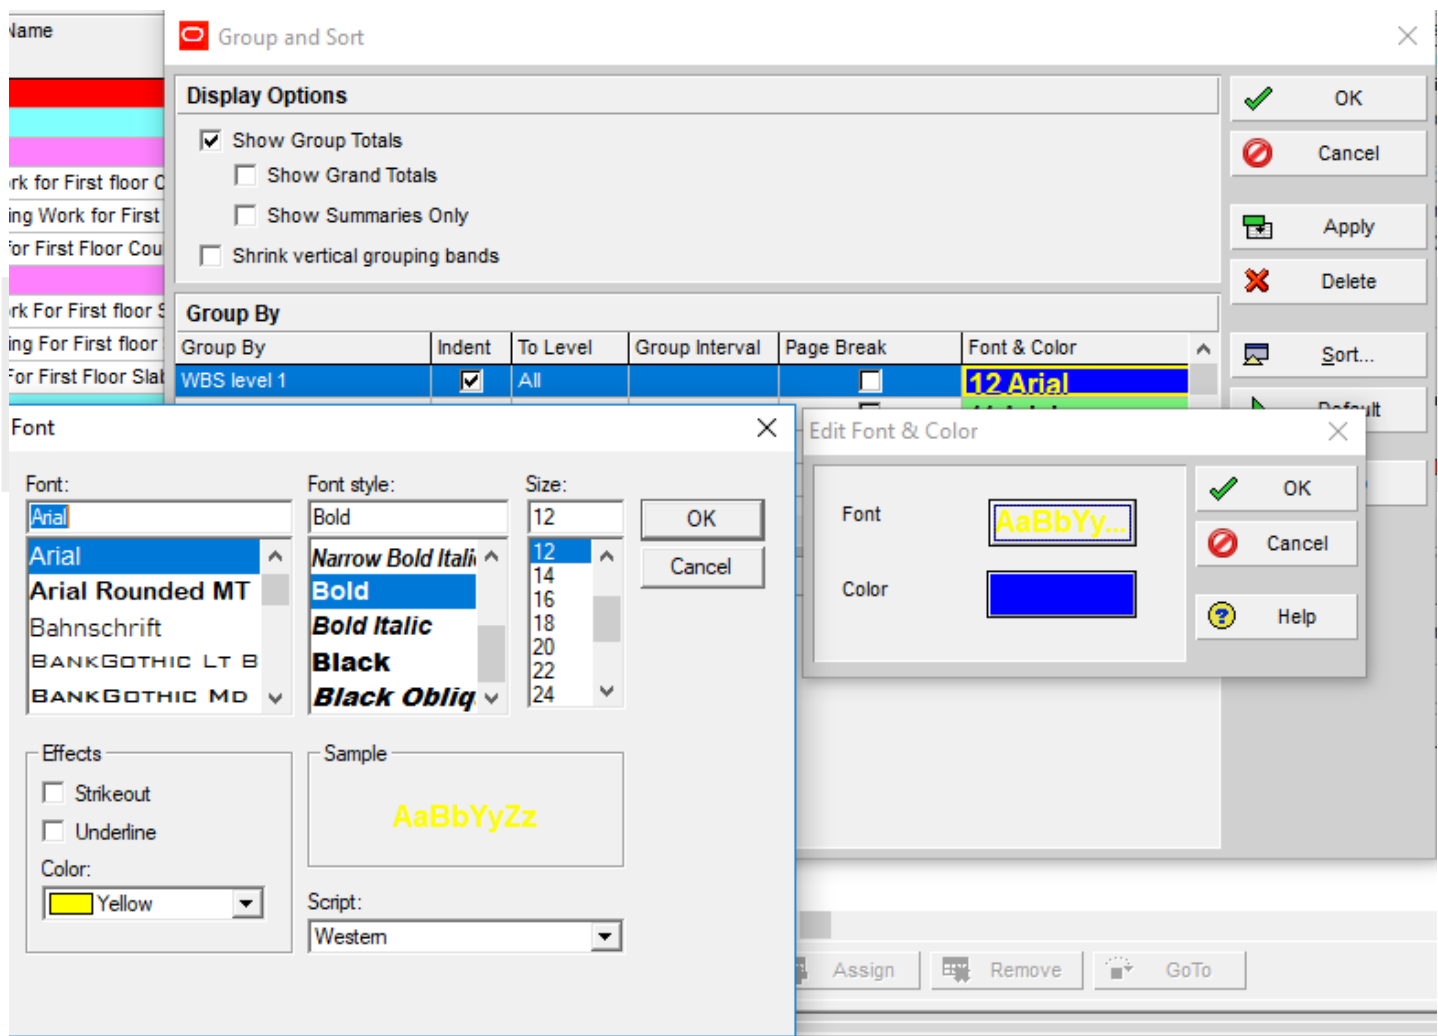 Name
Group and Sort
Display Options
OK
Show Group Totals
Cancel
Show Grand Totals
rk for First floor C
ing Work for First
Show Summaries Only
Apply
for First Floor Cou
Shrink vertical grouping bands
Delete
rk For First floor S
Group By
ing For First floor
Group By Indent To Level Group Interval Page Break Font & Color
Sort...
For First Floor Slab
WBS level 1 All 12 Arial
Default
Font
Edit Font & Color
Font: Font style: Size:
Arial Bold 12 OK
Font AaBbYy... OK
Arial Narrow Bold Italic 12 Cancel
Cancel
Arial Rounded MT Bold 14
16
Color
Bahnschrift Bold Italic 18
Help
20
BankGothic Lt B Black 22
BankGothic Md Black Obliq 24
Effects Sample
Strikeout
AaBbYyZz
Underline
Color:
Yellow
Script:
Western
Assign Remove GoTo